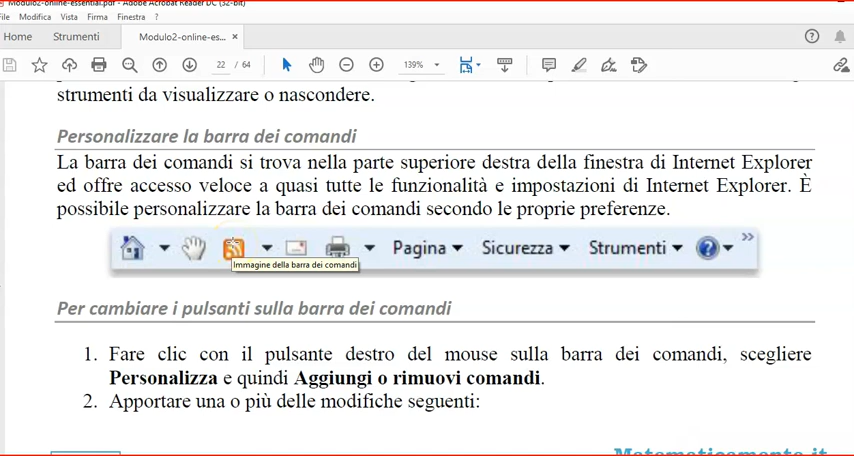 Modulo2-online-essential.pdf - Adobe Acrobat Reader DC (32-bit)
File Modifica Vista Firma Finestra ?
Home Strumenti Modulo2-online-es... ×
22 / 64 139%
strumenti da visualizzare o nascondere.
Personalizzare la barra dei comandi
La barra dei comandi si trova nella parte superiore destra della finestra di Internet Explorer
ed offre accesso veloce a quasi tutte le funzionalità e impostazioni di Internet Explorer. È
possibile personalizzare la barra dei comandi secondo le proprie preferenze.
Pagina Sicurezza Strumenti ? »
Immagine della barra dei comandi
Per cambiare i pulsanti sulla barra dei comandi
1. Fare clic con il pulsante destro del mouse sulla barra dei comandi, scegliere
Personalizza e quindi Aggiungi o rimuovi comandi.
2. Apportare una o più delle modifiche seguenti:
Matematicamente.it